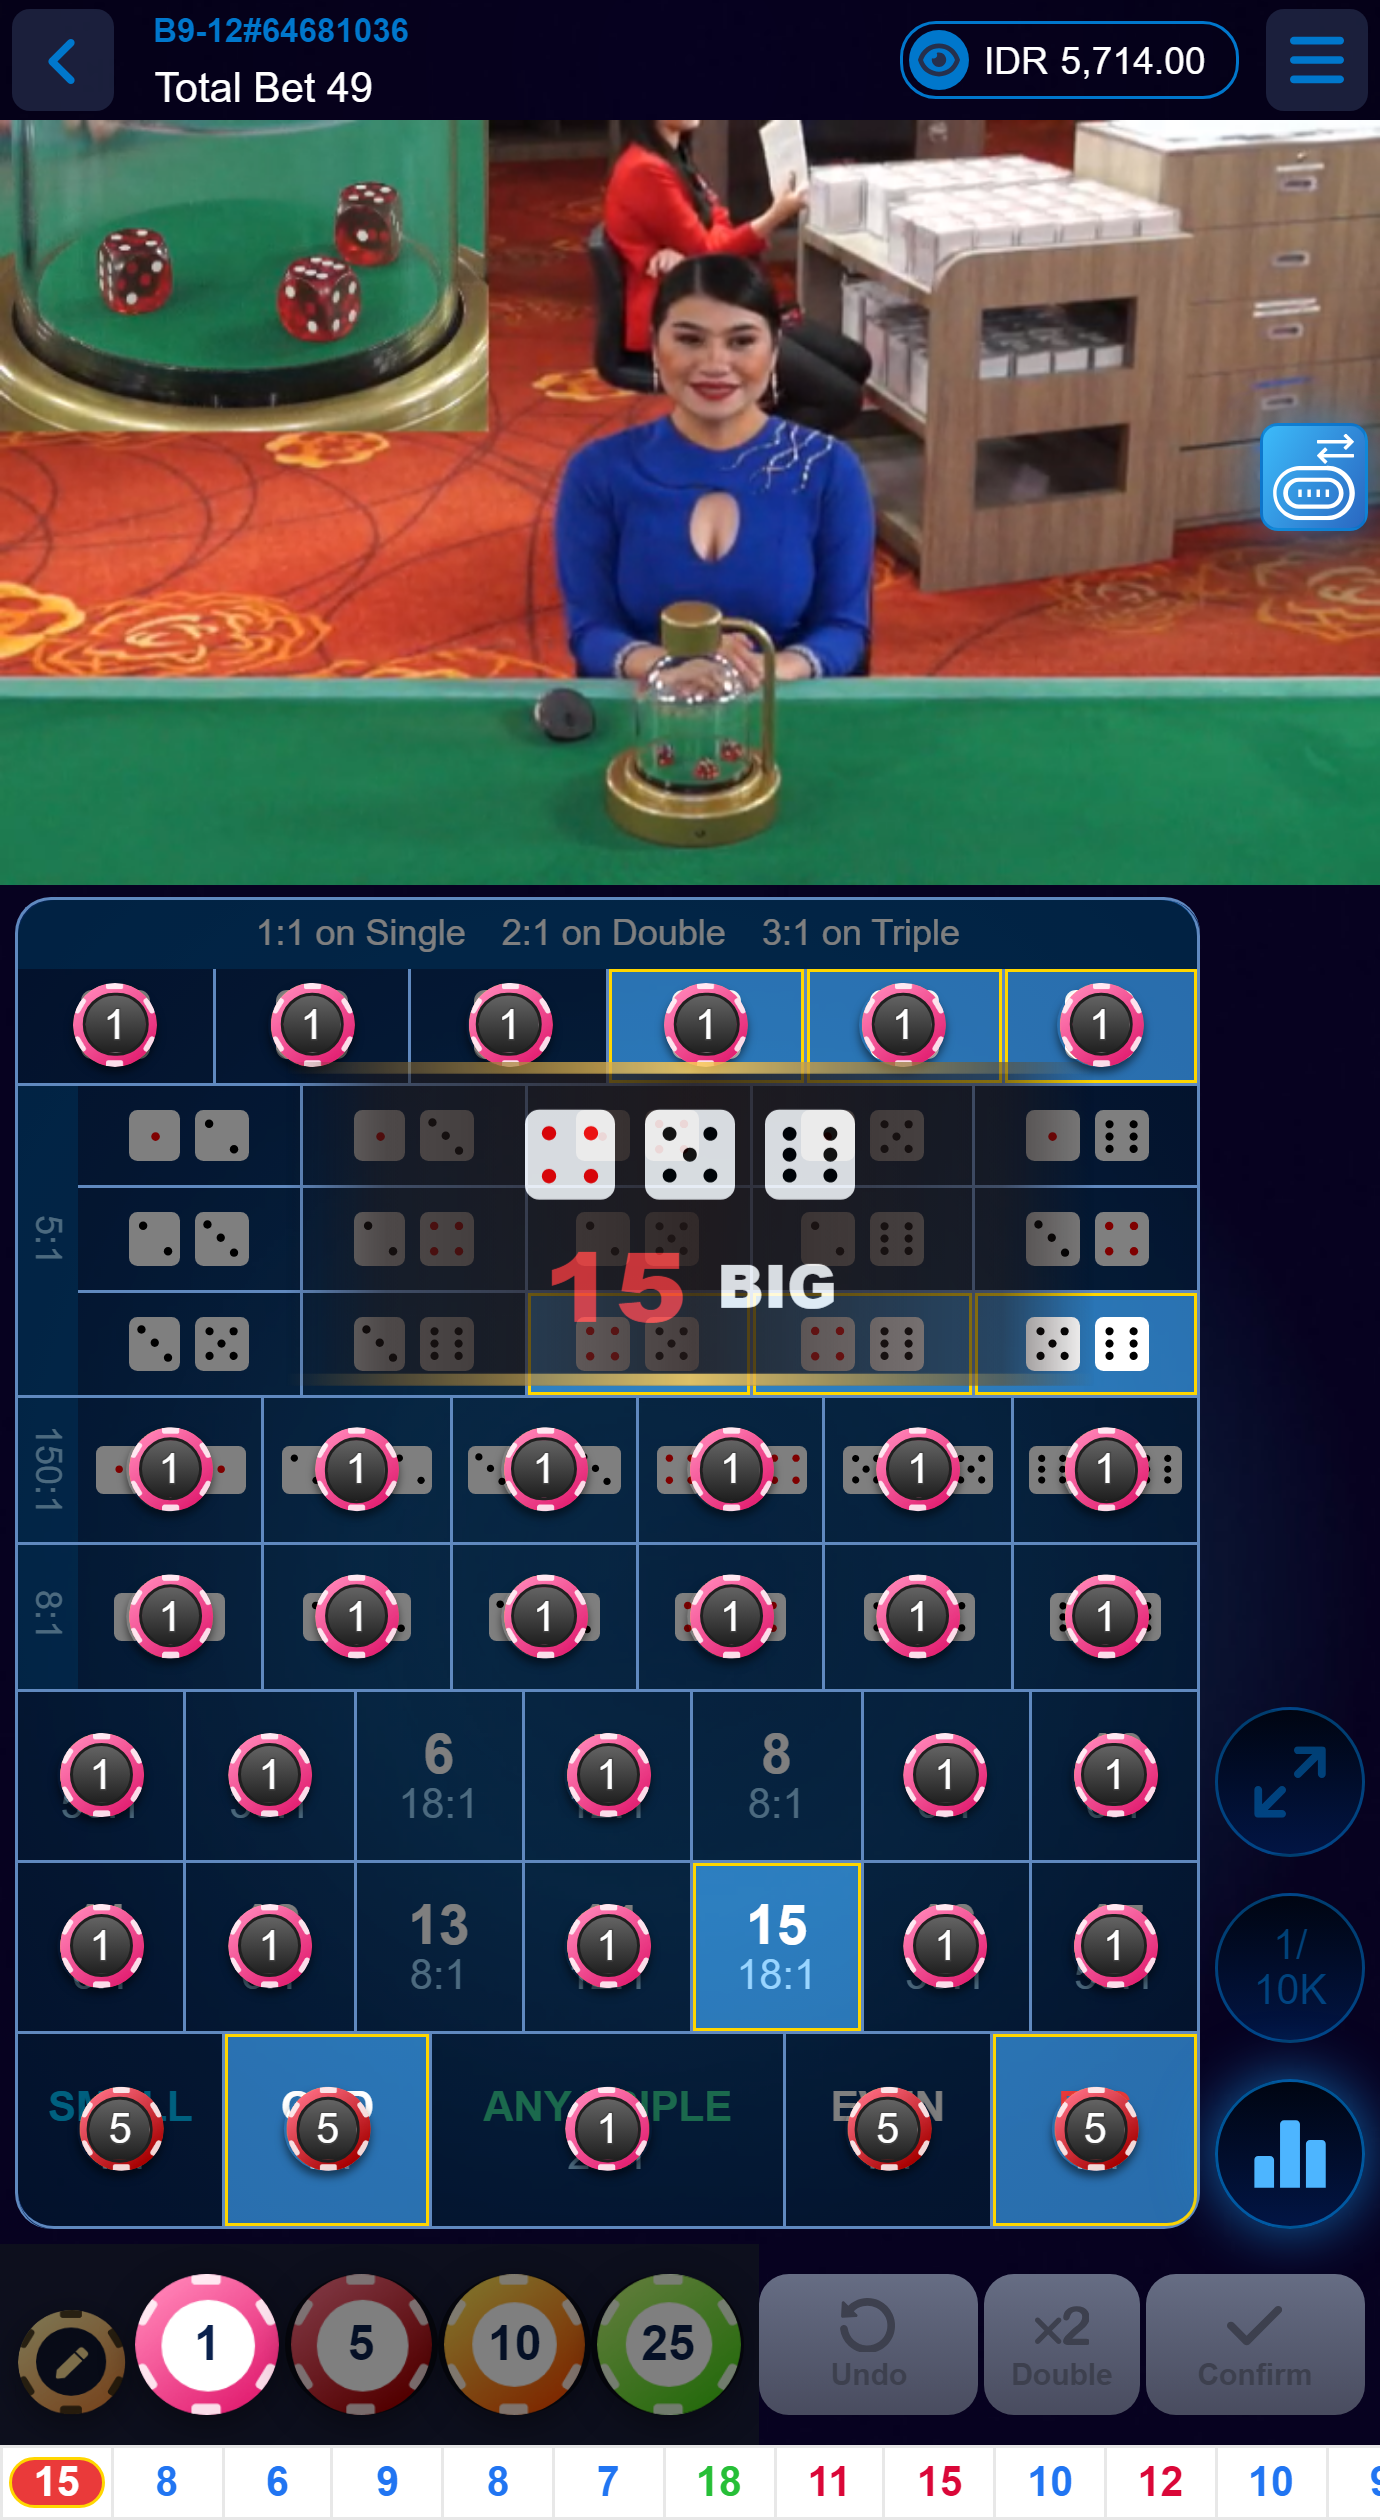 B9-12#64681036
Total Bet 49
IDR 5,714.00
1:1 on Single 2:1 on Double 3:1 on Triple
1 1 1 1 1 1
5:1
15 BIG
150:1
1 1 1 1 1 1
8:1
1 1 1 1 1 1
6 8
1 1 1 1 1
18:1 8:1
13 15
1 1 1 1 1
8:1 18:1
1/
10K
5 5 1 5 5
1 5 10 25
x2
Undo Double Confirm
15 8 6 9 8 7 18 11 15 10 12 10